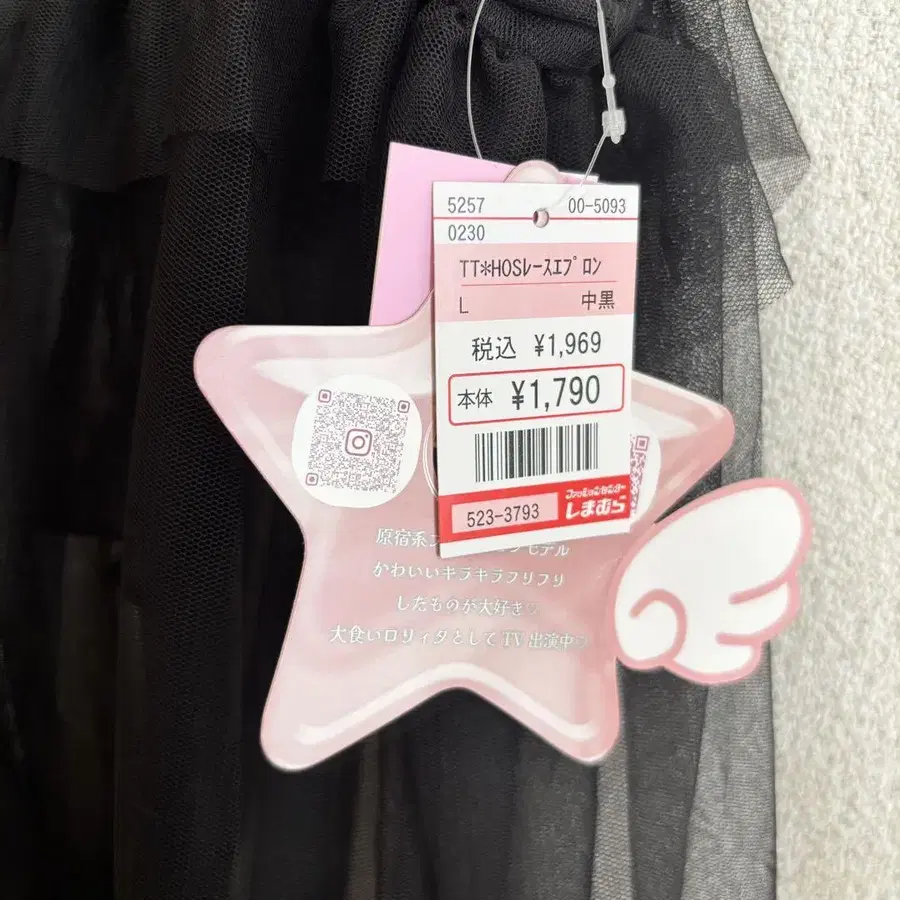 5257 00-5093
0230
TT*HOSレースエプロン
L 中黒
税込 ¥1,969
本体 ¥1,790
523-3793
ファッションセンター
しまむら
原宿系 モデル
かわいいキラキラフリフリ
したものが大好き♡
大食いロリィタとしてTV出演中♡